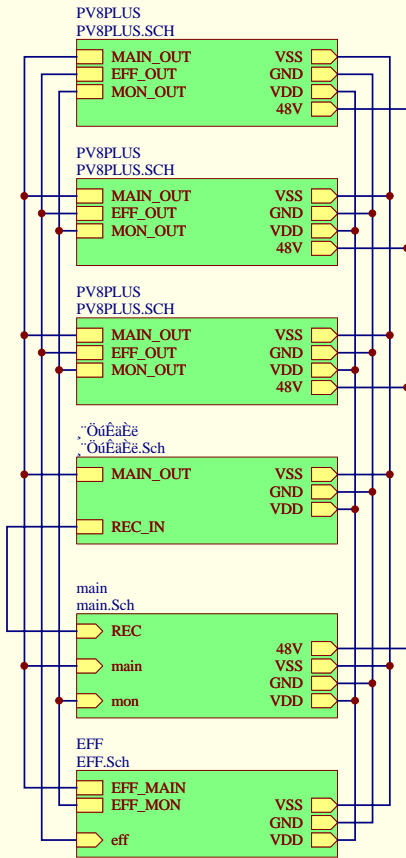 PV8PLUS
PV8PLUS.SCH
MAIN_OUT VSS
EFF_OUT GND
MON_OUT VDD
48V
PV8PLUS
PV8PLUS.SCH
MAIN_OUT VSS
EFF_OUT GND
MON_OUT VDD
48V
PV8PLUS
PV8PLUS.SCH
MAIN_OUT VSS
EFF_OUT GND
MON_OUT VDD
48V
¸¨ÖúÊäÈë
¸¨ÖúÊäÈë.Sch
MAIN_OUT VSS
GND
VDD
REC_IN
main
main.Sch
REC
48V
main VSS
GND
mon VDD
EFF
EFF.Sch
EFF_MAIN
EFF_MON VSS
GND
eff VDD